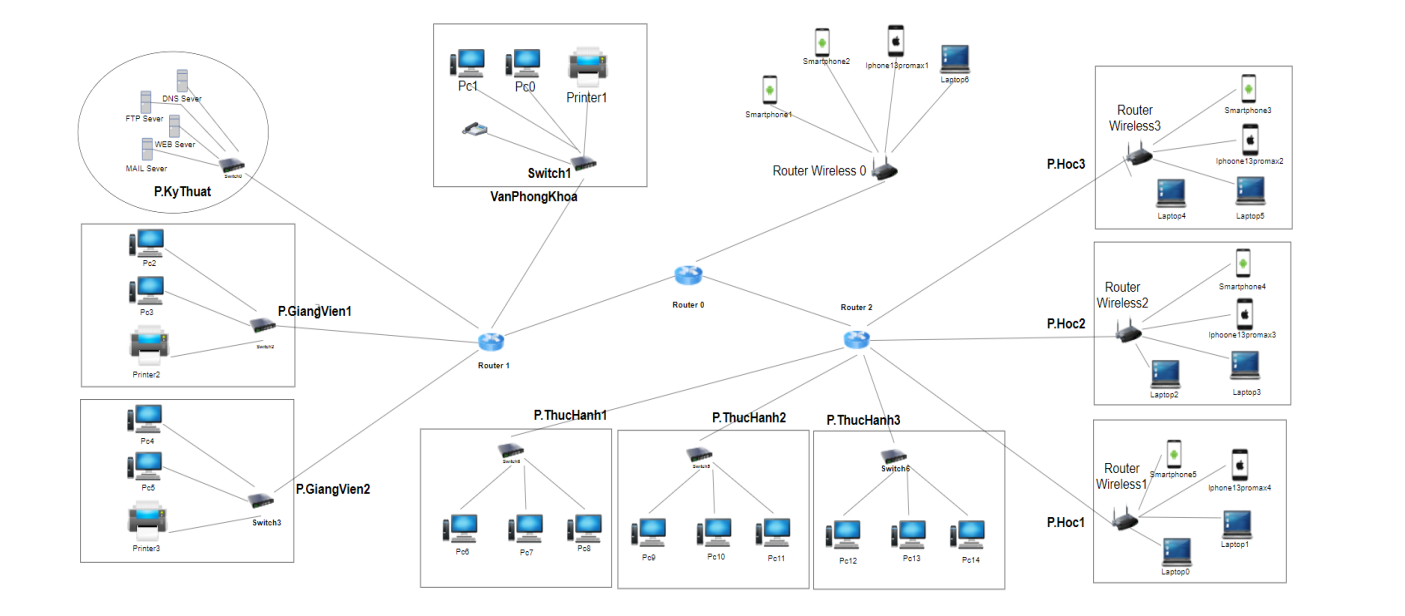 DNS Sever
FTP Sever
WEB Sever
MAIL Sever
Switch0
P.KyThuat
Pc1
Pc0
Printer1
Switch1
VanPhongKhoa
Smartphone2
Iphone13promax1
Laptop6
Smartphone1
Router Wireless 0
Router
Wireless3
Smartphone3
Iphoone13promax2
Laptop4
Laptop5
P.Hoc3
Pc2
Pc3
Printer2
Switch2
P.GiangVien1
Router 1
Router 0
Router 2
Router
Wireless2
Smartphone4
Iphoone13promax3
Laptop2
Laptop3
P.Hoc2
Pc4
Pc5
Printer3
Switch3
P.GiangVien2
P.ThucHanh1
Pc6
Pc7
Pc8
P.ThucHanh2
Switch5
Pc9
Pc10
Pc11
P.ThucHanh3
Switch6
Pc12
Pc13
Pc14
Router
Wireless1
Smartphone5
Iphone13promax4
Laptop1
Laptop0
P.Hoc1